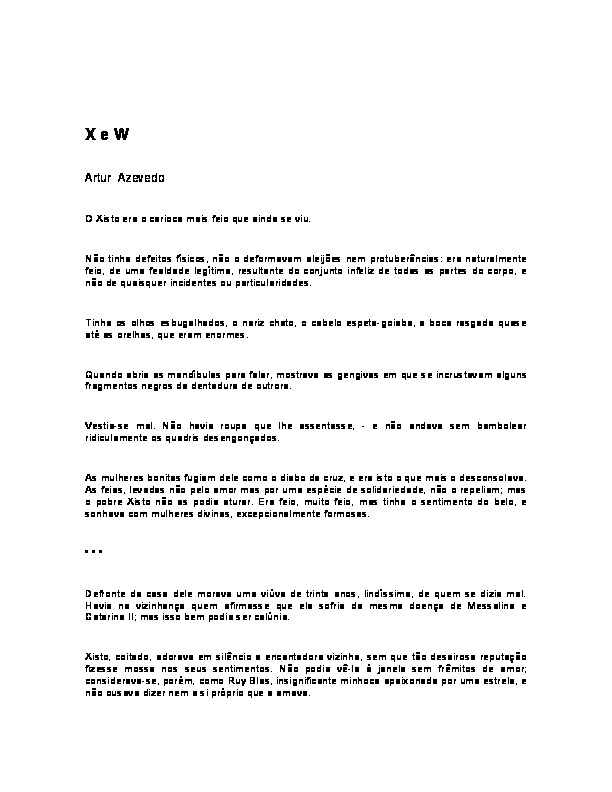 X e W
Artur Azevedo
O Xisto era o carioca mais feio que ainda se viu.
Não tinha defeitos físicos, não o deformavam aleijões nem protuberâncias: era naturalmente
feio, de uma fealdade legítima, resultante do conjunto infeliz de todas as partes do corpo, e
não de quaisquer incidentes ou particularidades.
Tinha os olhos esbugalhados, o nariz chato, o cabelo espeta-goiaba, a boca rasgada quase
até as orelhas, que eram enormes.
Quando abria as mandíbulas para falar, mostrava as gengivas em que se incrustavam alguns
fragmentos negros da dentadura de outrora.
Vestia-se mal. Não havia roupa que lhe assentasse, - e não andava sem bambolear
ridiculamente os quadris desengonçados.
As mulheres bonitas fugiam dele como o diabo da cruz, e era isto o que mais o desconsolava.
As feias, levadas não pelo amor mas por uma espécie de solidariedade, não o repeliam; mas
o pobre Xisto não as podia aturar. Era feio, muito feio, mas tinha o sentimento do belo, e
sonhava com mulheres divinas, excepcionalmente formosas.
* * *
Defronte da casa dele morava uma viúva de trinta anos, lindíssima, de quem se dizia mal.
Havia na vizinhança quem afirmasse que ela sofria da mesma doença de Messalina e
Catarina II; mas isso bem podia ser calúnia.
Xisto, coitado, adorava em silêncio a encantadora vizinha, sem que tão desairosa reputação
fizesse mossa nos seus sentimentos. Não podia vê-la à janela sem frêmitos de amor;
considerava-se, porém, como Ruy Blas, insignificante minhoca apaixonada por uma estrela, e
não ousava dizer nem a si próprio que a amava.